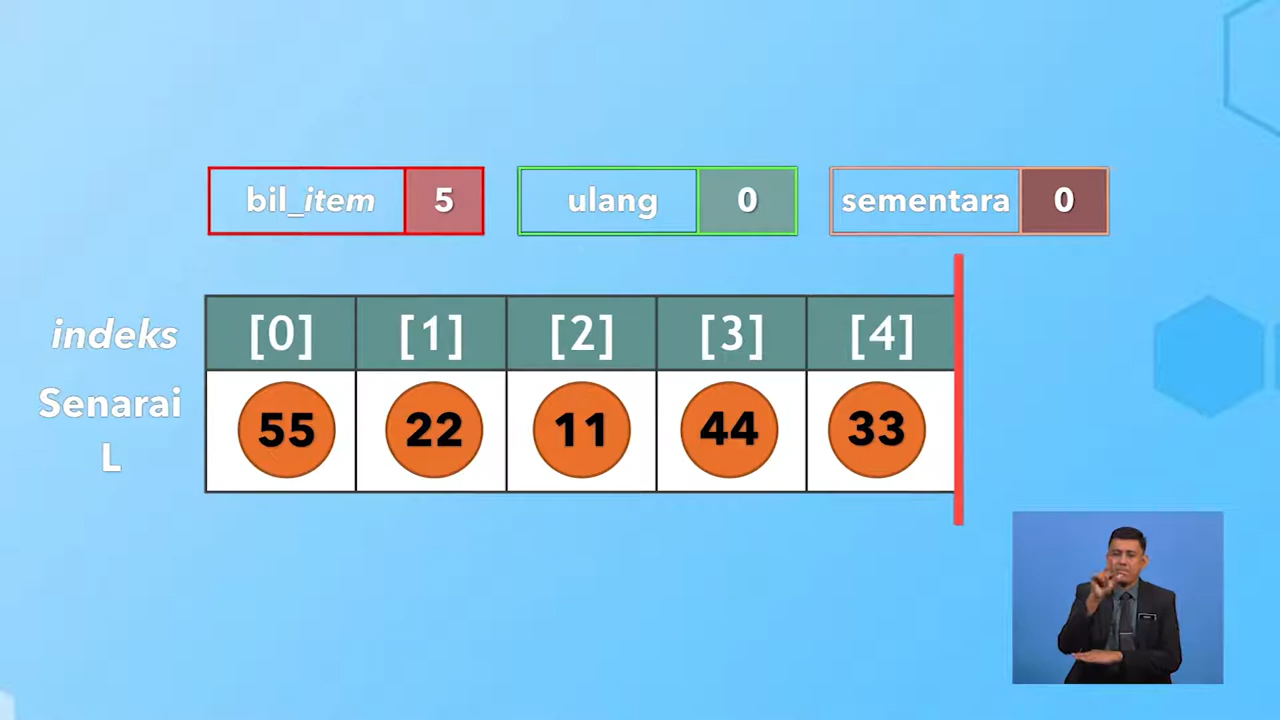 bil_item 5 ulang 0 sementara 0
indeks [0] [1] [2] [3] [4]
Senarai
L
55 22 11 44 33